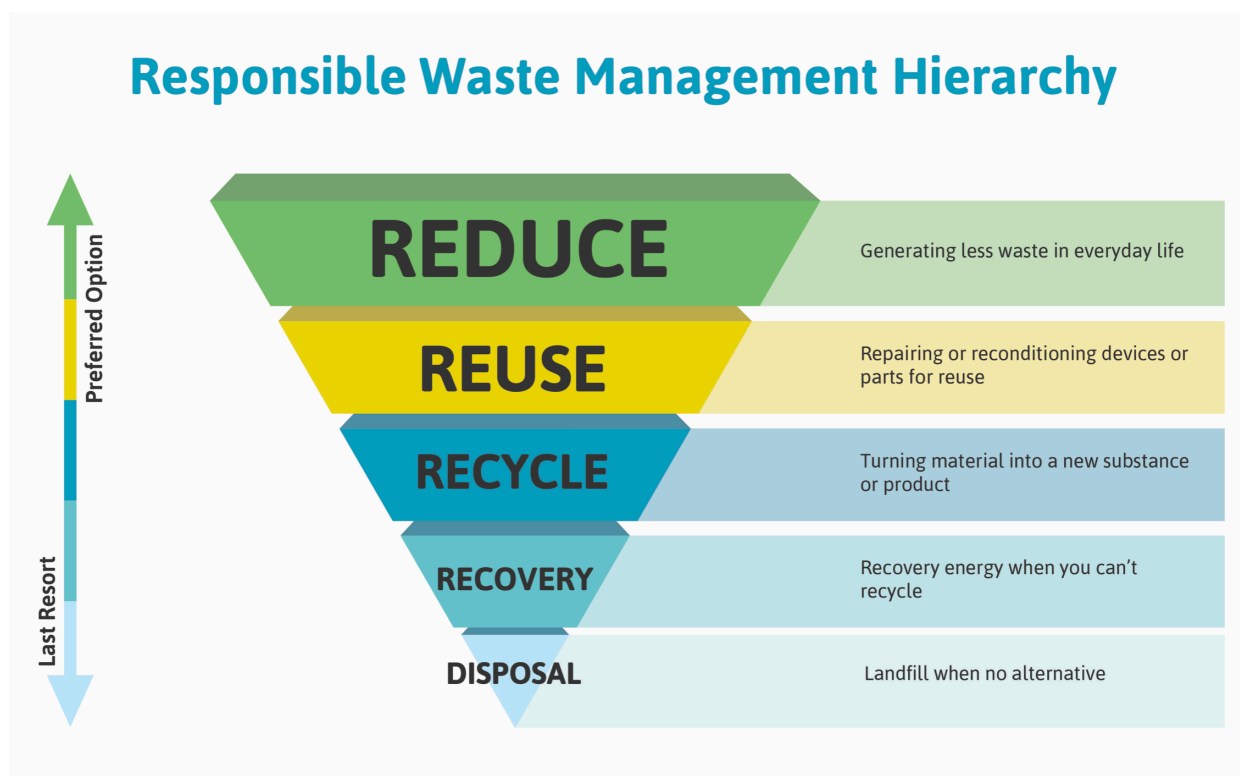 Responsible Waste Management Hierarchy
Preferred Option
Last Resort
REDUCE
Generating less waste in everyday life
REUSE
Repairing or reconditioning devices or
parts for reuse
RECYCLE
Turning material into a new substance
or product
RECOVERY
Recovery energy when you can't
recycle
DISPOSAL
Landfill when no alternative